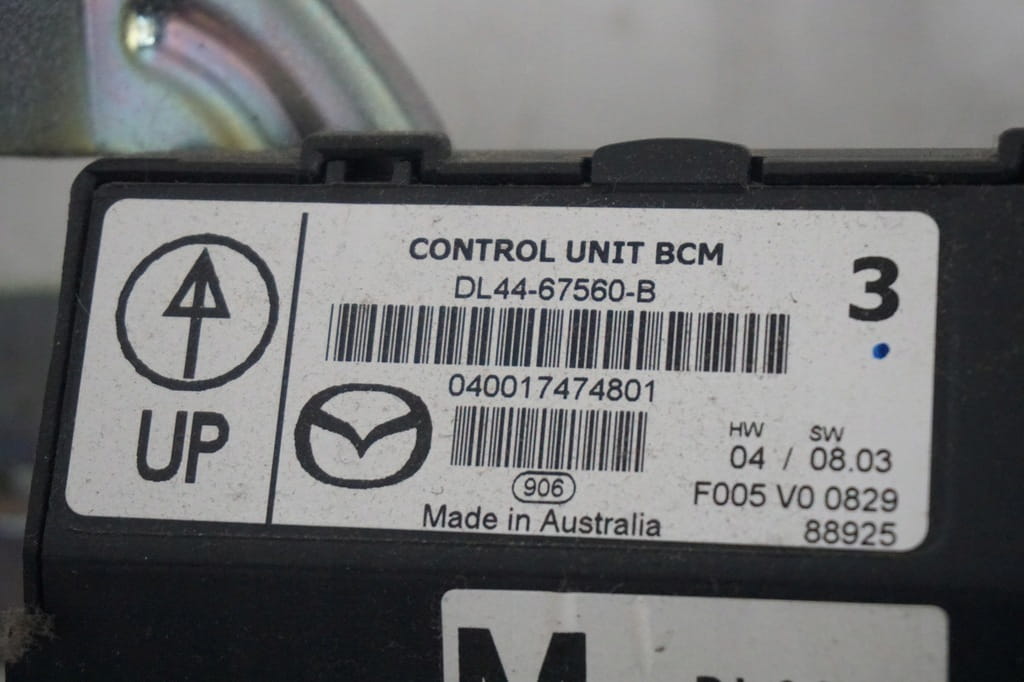 UP
CONTROL UNIT BCM
DL44-67560-B
3
040017474801
HW SW
04 / 08.03
906
F005 V0 0829
Made in Australia
88925
M